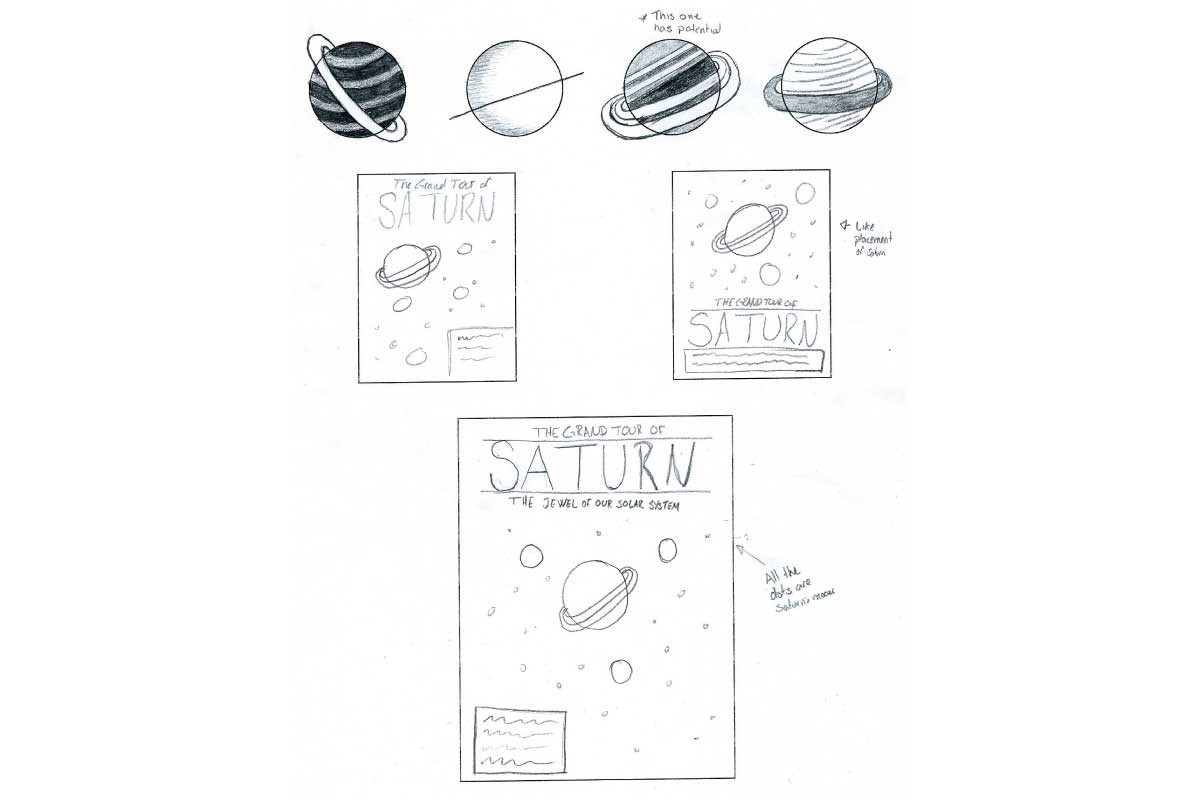 * This one
has potential
The Grand Tour of
SATURN
THE GRAND TOUR OF
SATURN
Like
placement
of Saturn
THE GRAND TOUR OF
SATURN
THE JEWEL OF OUR SOLAR SYSTEM
All the
dots are
Saturn's moons